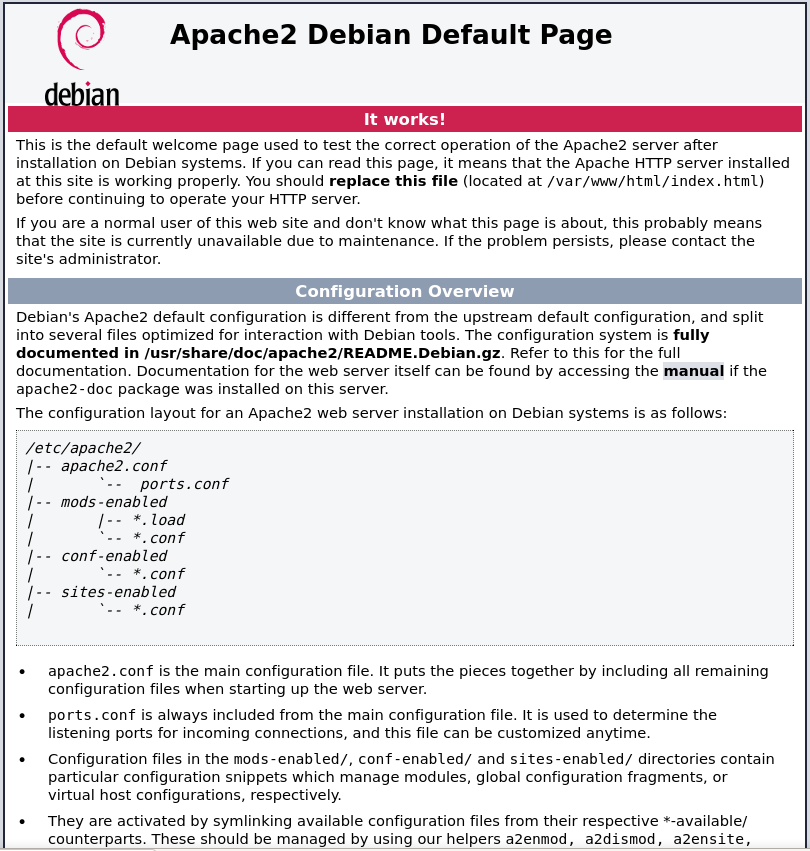 debian
Apache2 Debian Default Page
It works!
This is the default welcome page used to test the correct operation of the Apache2 server after
installation on Debian systems. If you can read this page, it means that the Apache HTTP server installed
at this site is working properly. You should replace this file (located at /var/www/html/index.html)
before continuing to operate your HTTP server.
If you are a normal user of this web site and don't know what this page is about, this probably means
that the site is currently unavailable due to maintenance. If the problem persists, please contact the
site's administrator.
Configuration Overview
Debian's Apache2 default configuration is different from the upstream default configuration, and split
into several files optimized for interaction with Debian tools. The configuration system is fully
documented in /usr/share/doc/apache2/README.Debian.gz. Refer to this for the full
documentation. Documentation for the web server itself can be found by accessing the manual if the
apache2-doc package was installed on this server.
The configuration layout for an Apache2 web server installation on Debian systems is as follows:
/etc/apache2/
|-- apache2.conf
|       `--  ports.conf
|-- mods-enabled
|       |-- *.load
|       `-- *.conf
|-- conf-enabled
|       `-- *.conf
|-- sites-enabled
|       `-- *.conf
• apache2.conf is the main configuration file. It puts the pieces together by including all remaining
configuration files when starting up the web server.
• ports.conf is always included from the main configuration file. It is used to determine the
listening ports for incoming connections, and this file can be customized anytime.
• Configuration files in the mods-enabled/, conf-enabled/ and sites-enabled/ directories contain
particular configuration snippets which manage modules, global configuration fragments, or
virtual host configurations, respectively.
• They are activated by symlinking available configuration files from their respective *-available/
counterparts. These should be managed by using our helpers a2enmod, a2dismod, a2ensite,